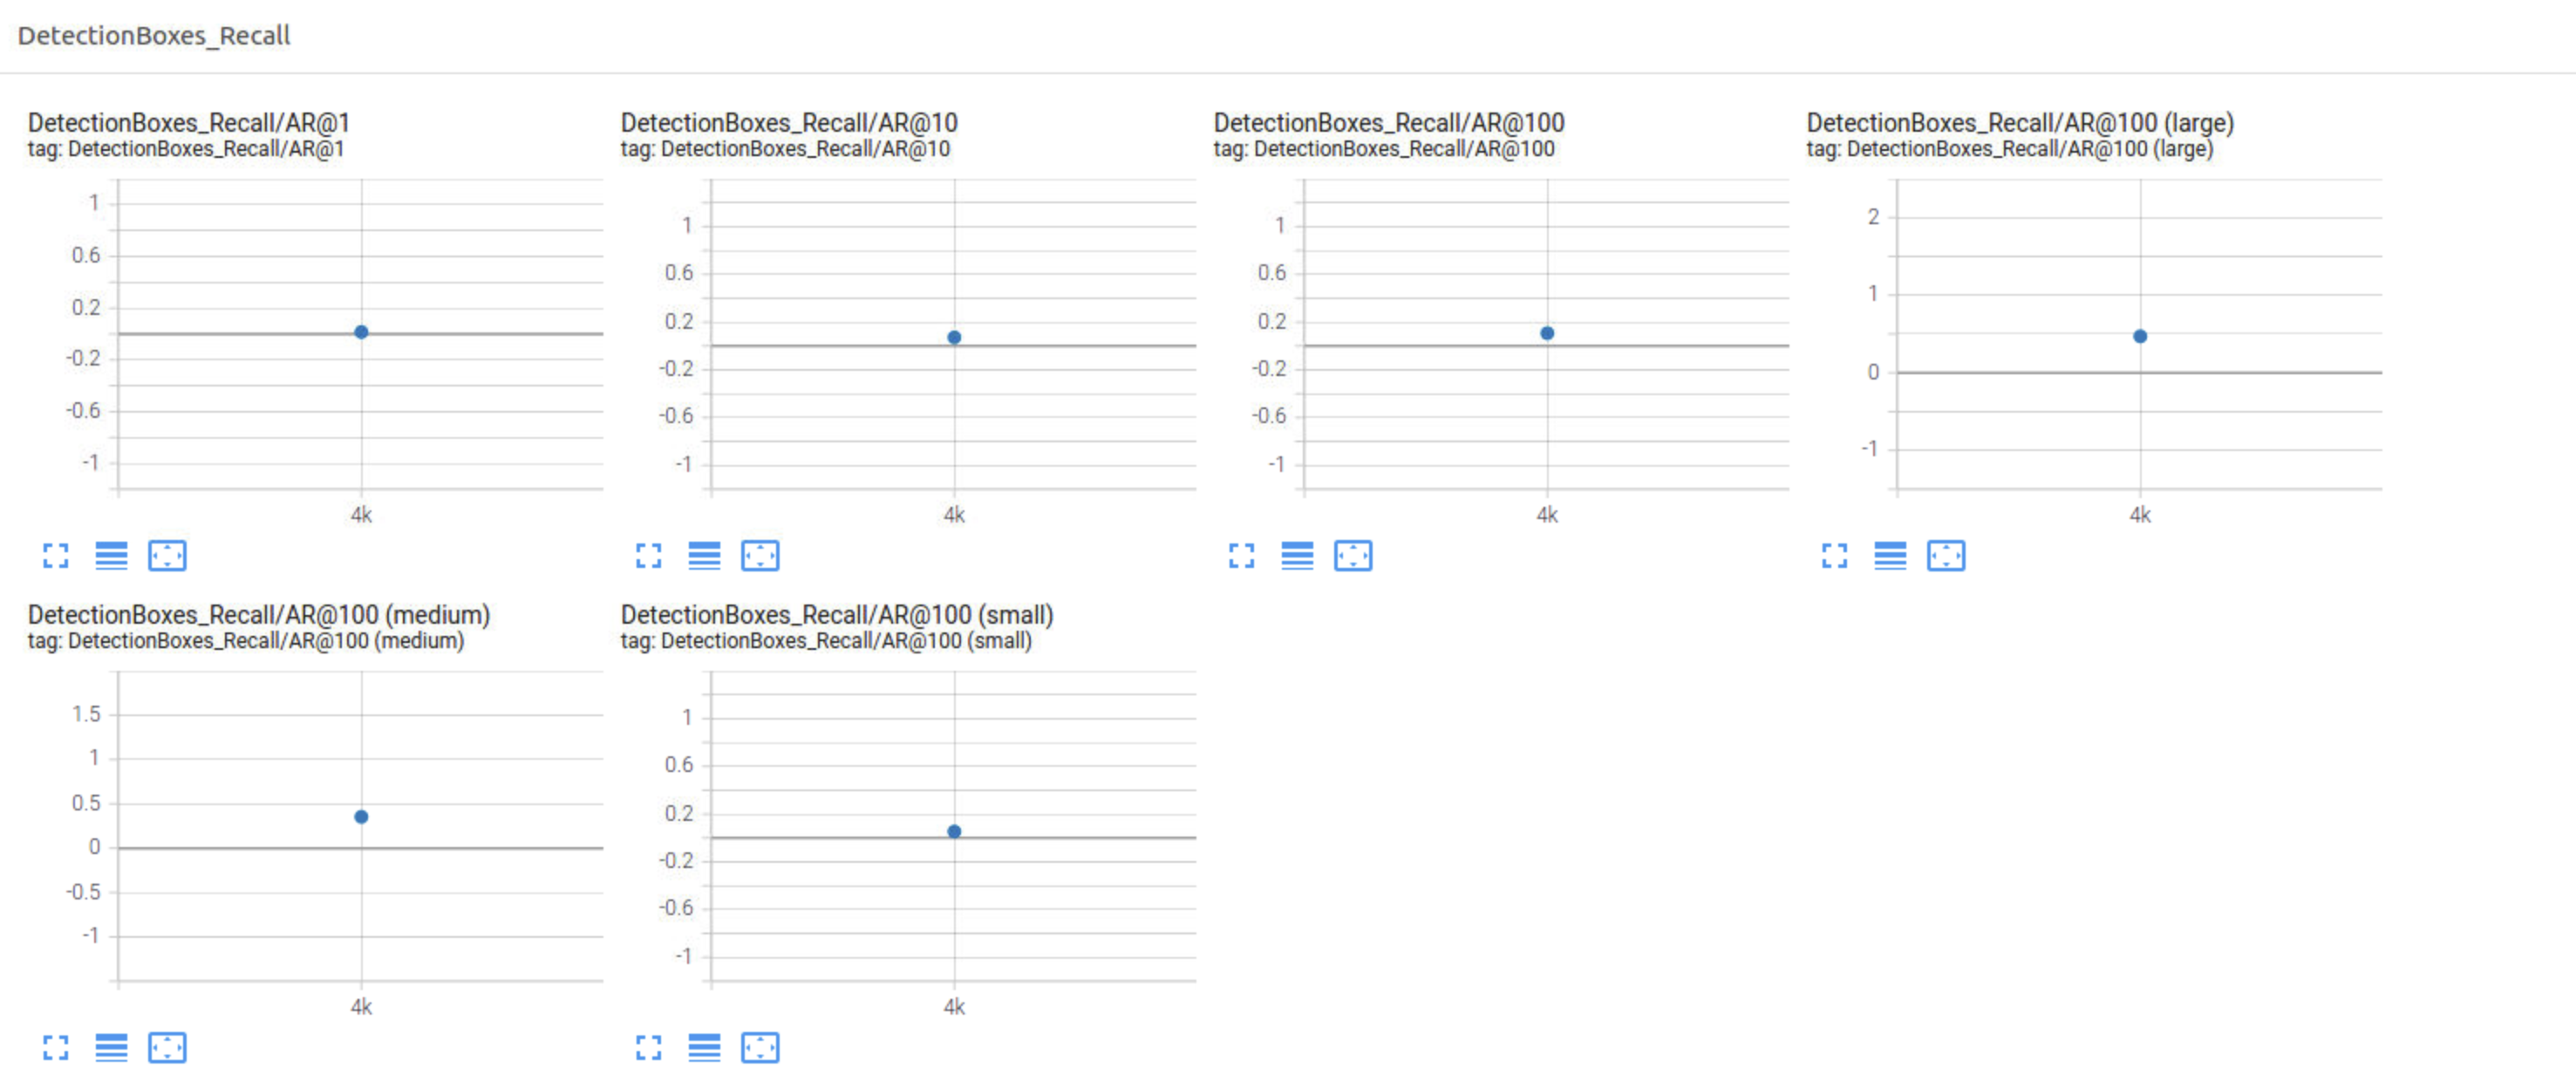 DetectionBoxes_Recall
DetectionBoxes_Recall/AR@1
tag: DetectionBoxes_Recall/AR@1
1
0.6
0.2
-0.2
-0.6
-1
4k
DetectionBoxes_Recall/AR@10
tag: DetectionBoxes_Recall/AR@10
1
0.6
0.2
-0.2
-0.6
-1
4k
DetectionBoxes_Recall/AR@100
tag: DetectionBoxes_Recall/AR@100
1
0.6
0.2
-0.2
-0.6
-1
4k
DetectionBoxes_Recall/AR@100 (large)
tag: DetectionBoxes_Recall/AR@100 (large)
2
1
0
-1
4k
DetectionBoxes_Recall/AR@100 (medium)
tag: DetectionBoxes_Recall/AR@100 (medium)
1.5
1
0.5
0
-0.5
-1
4k
DetectionBoxes_Recall/AR@100 (small)
tag: DetectionBoxes_Recall/AR@100 (small)
1
0.6
0.2
-0.2
-0.6
-1
4k